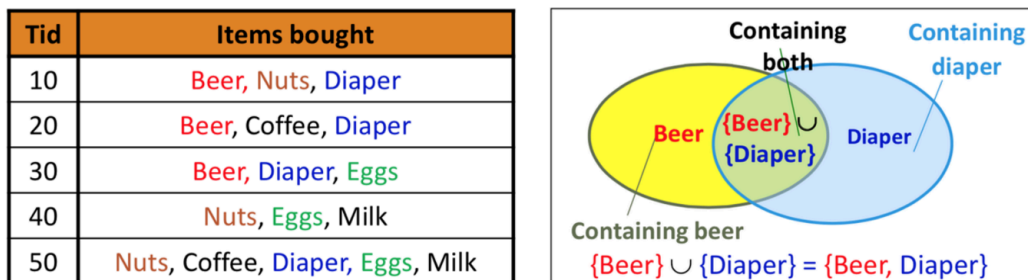 Tid Items bought
10 Beer, Nuts, Diaper
20 Beer, Coffee, Diaper
30 Beer, Diaper, Eggs
40 Nuts, Eggs, Milk
50 Nuts, Coffee, Diaper, Eggs, Milk
Containing
both
Containing
diaper
Beer
{Beer} ∪
{Diaper}
Diaper
Containing beer
{Beer} ∪ {Diaper} = {Beer, Diaper}